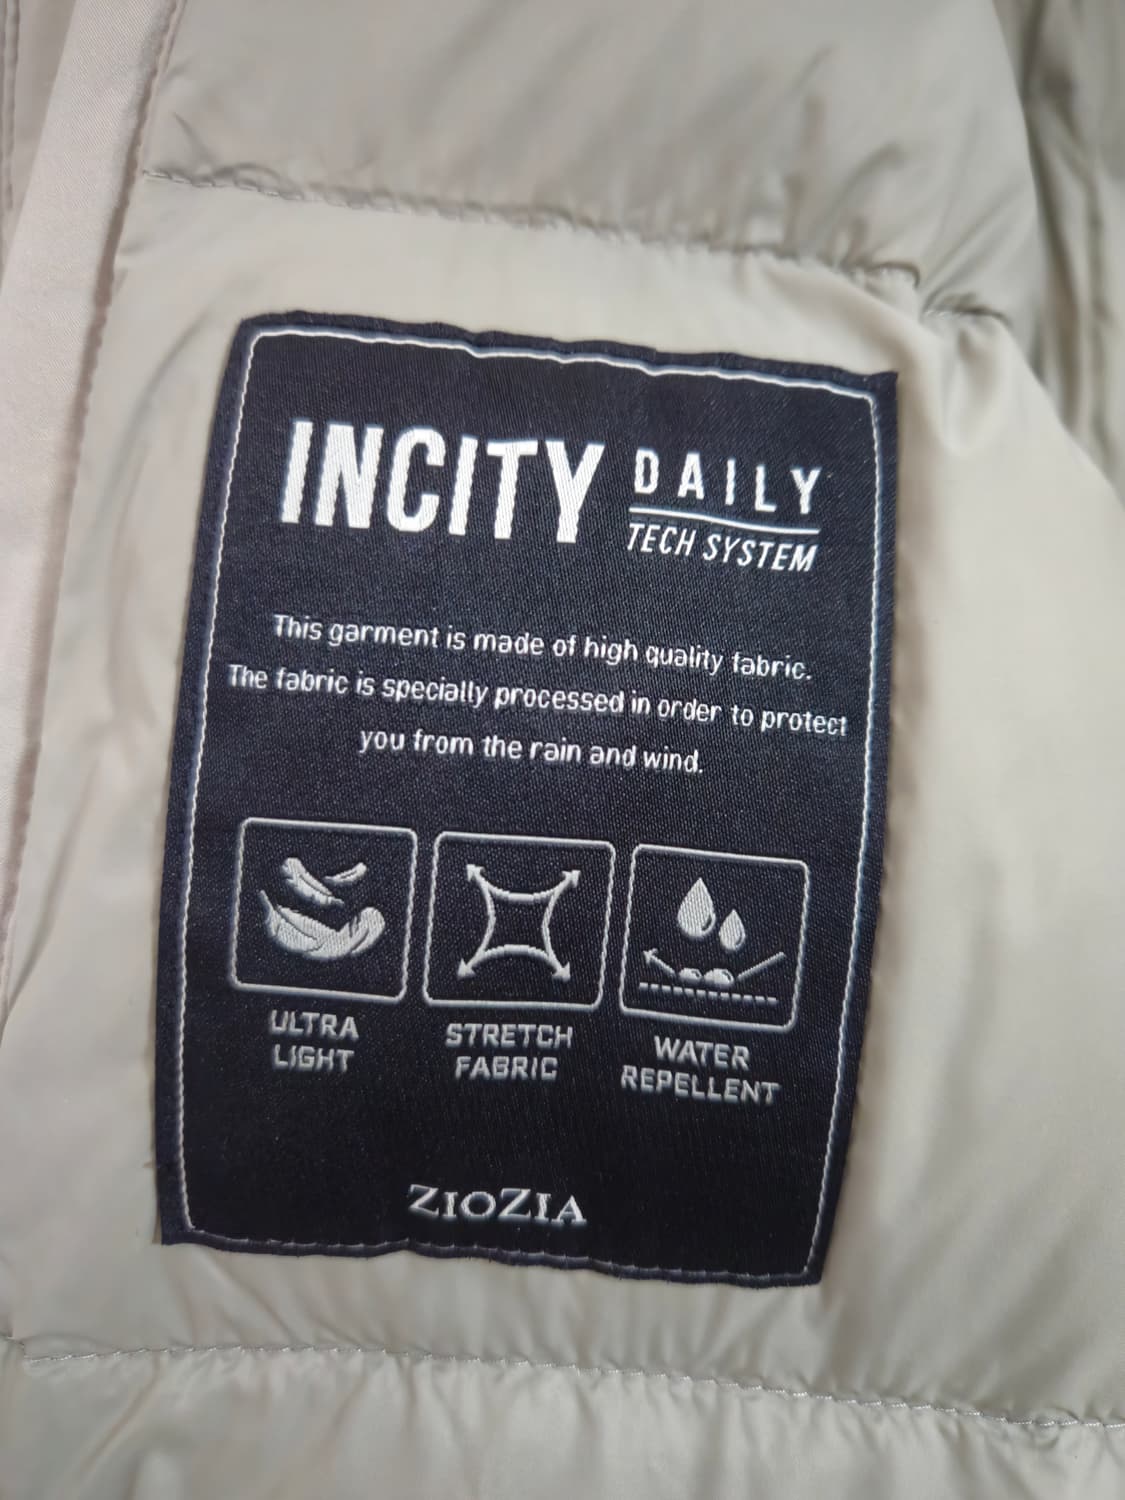 INCITY DAILY
TECH SYSTEM
This garment is made of high quality fabric.
The fabric is specially processed in order to protect
you from the rain and wind.
ULTRA
LIGHT
STRETCH
FABRIC
WATER
REPELLENT
ZIOZIA